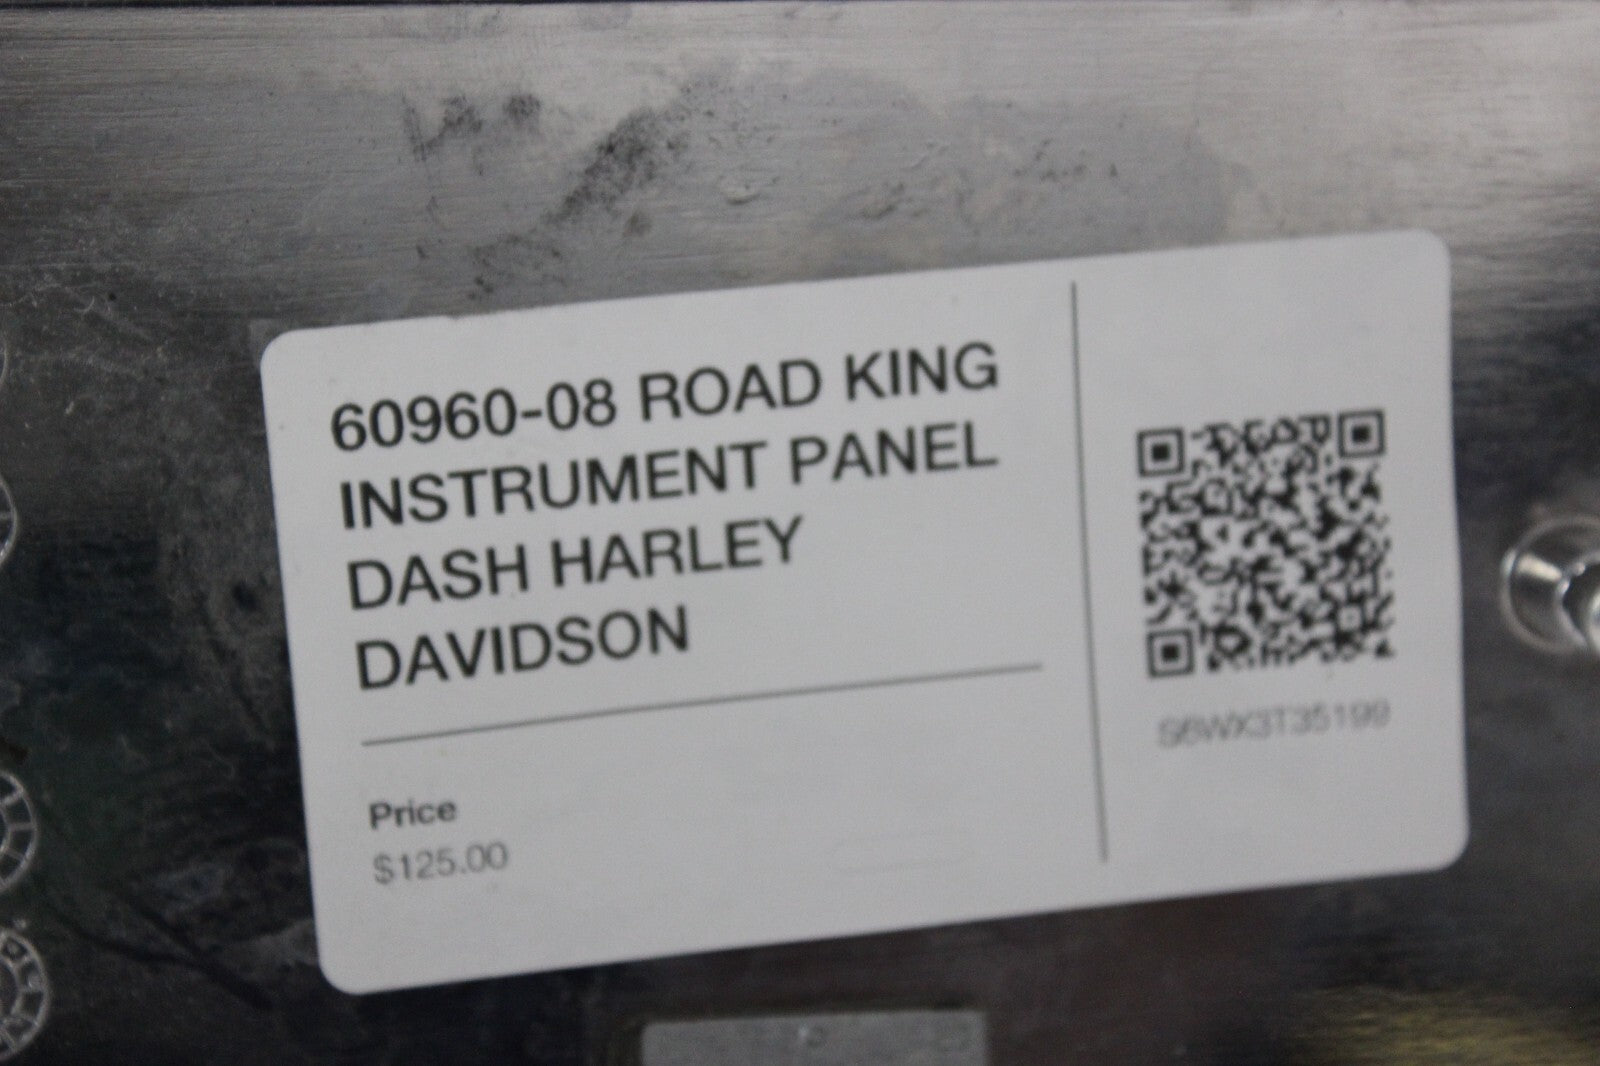 60960-08 ROAD KING
INSTRUMENT PANEL
DASH HARLEY
DAVIDSON
Price
$125.00
S6WX3T35199